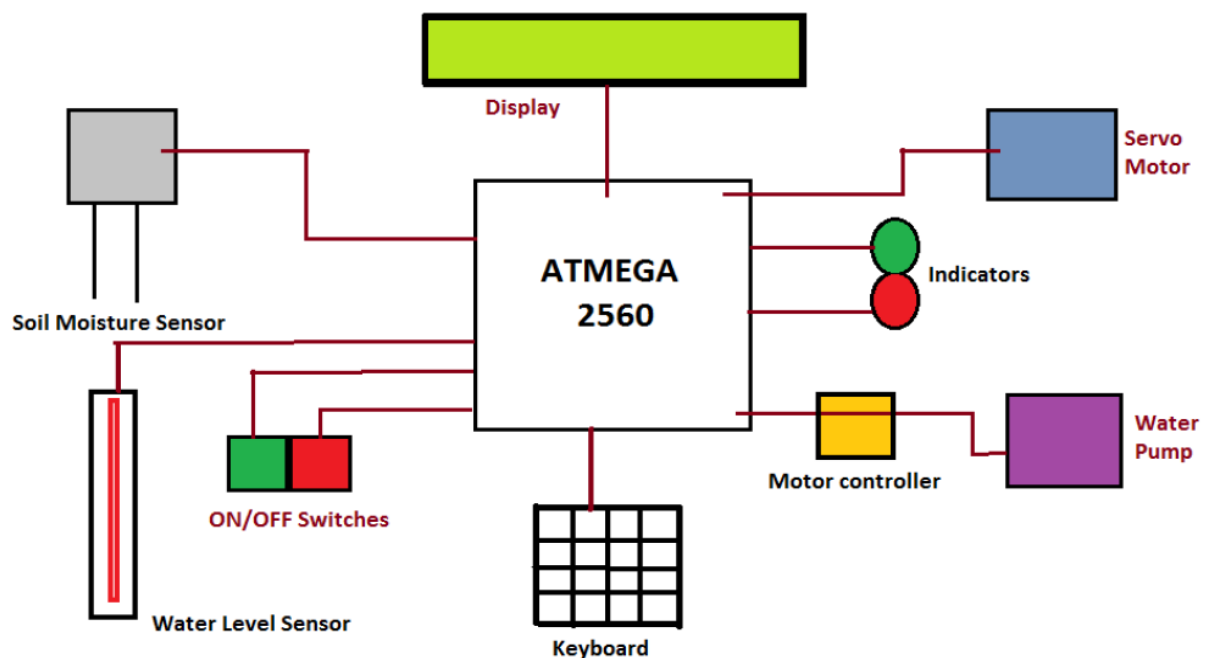 Display
Servo
Motor
ATMEGA
2560
Indicators
Soil Moisture Sensor
Motor controller
Water
Pump
ON/OFF Switches
Water Level Sensor
Keyboard